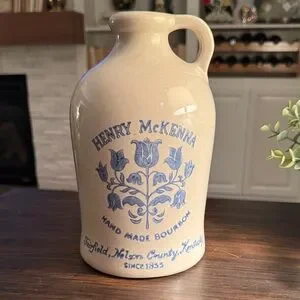 HENRY McKENNA
HAND MADE BOURBON
Fairfield, Nelson County, Kentucky
SINCE 1855